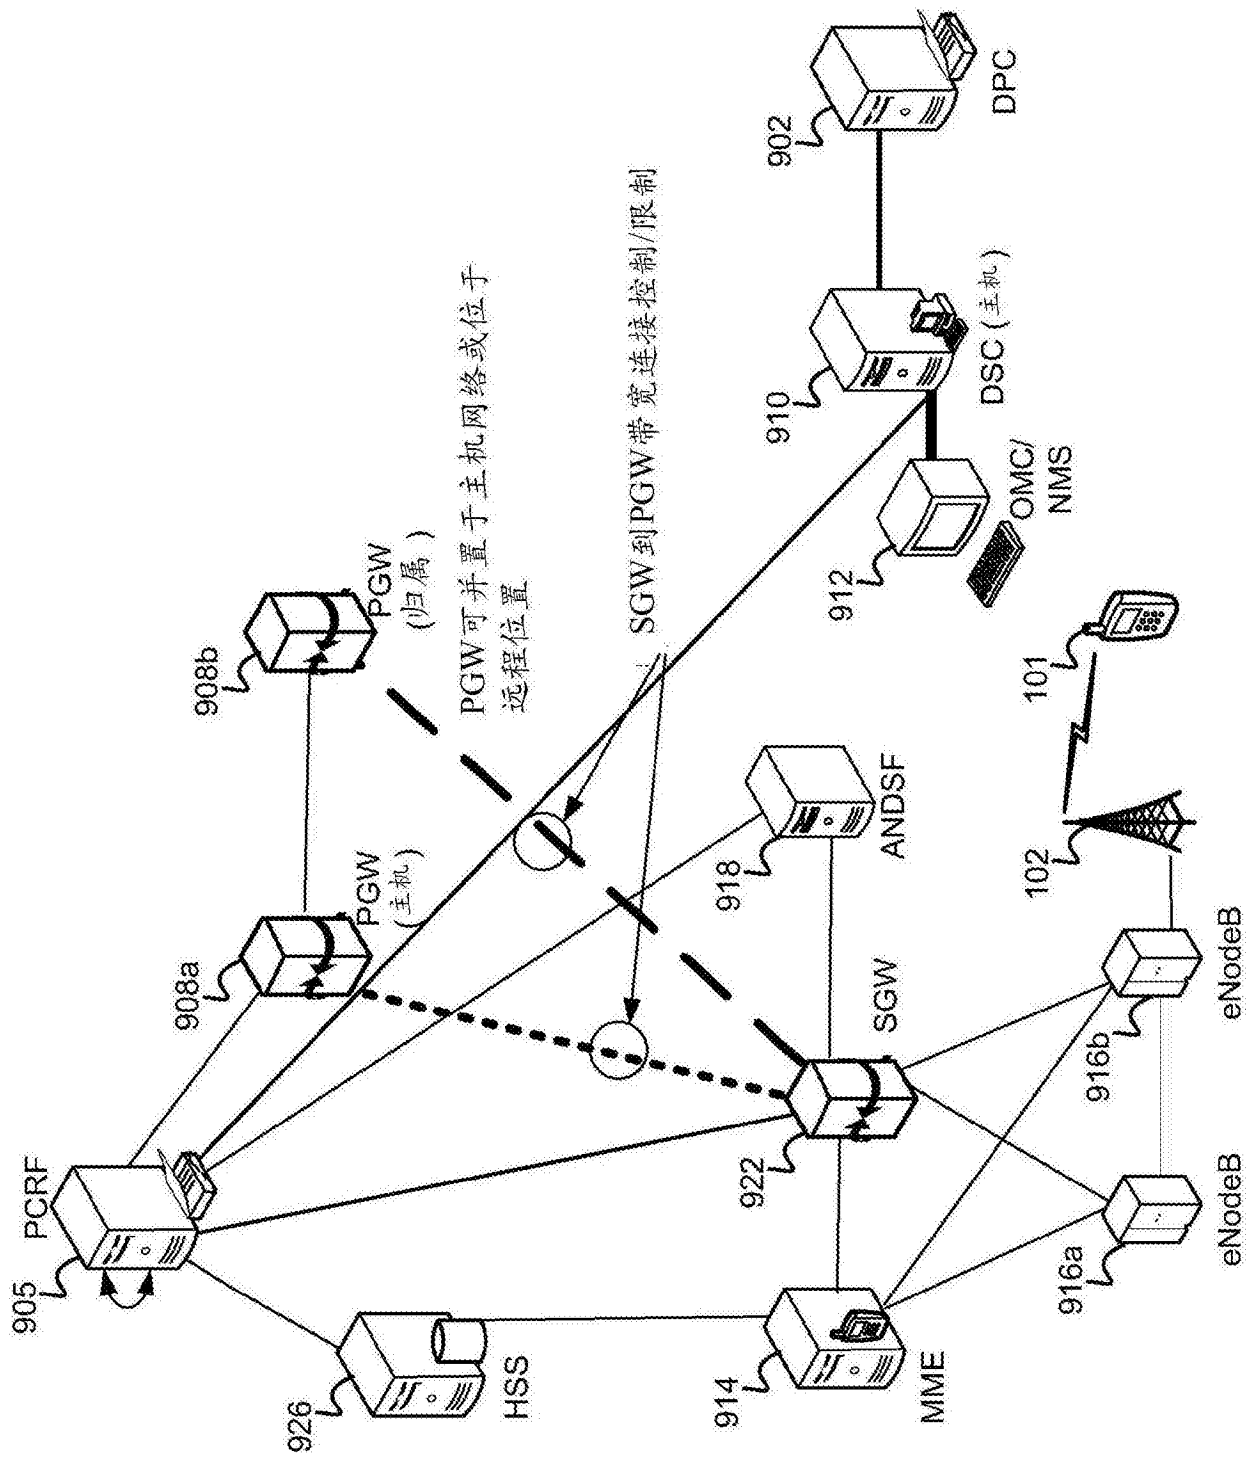 905
PCRF
908a
PGW
(主机)
908b
PGW
(归属)
PGW可并置于主机网络或位于
远程位置
SGW到PGW带宽连接控制/限制
926
HSS
918
ANDSF
910
DSC(主机)
902
DPC
912
OMC/
NMS
914
MME
922
SGW
916a
eNodeB
916b
eNodeB
102
101